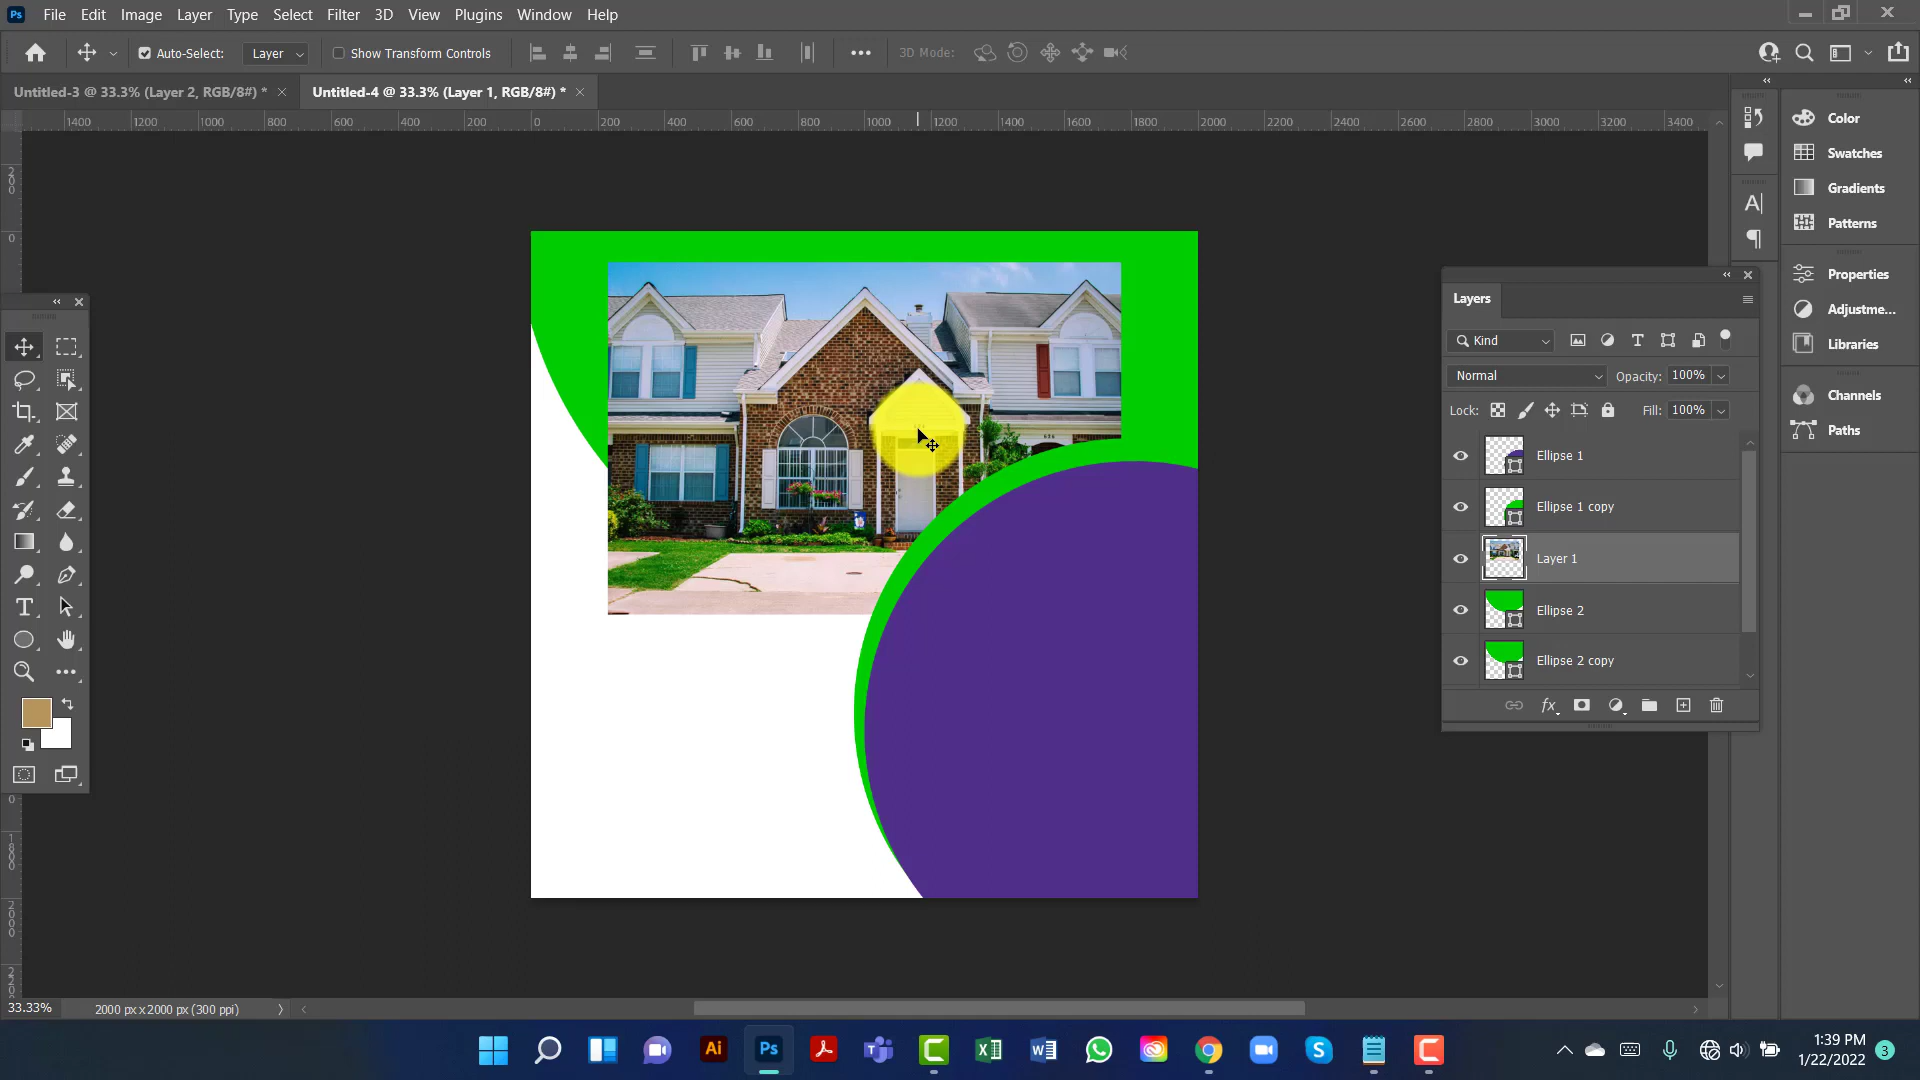 Ps File Edit Image Layer Type Select Filter 3D View Plugins Window Help
Auto-Select: Layer Show Transform Controls 3D Mode:
Untitled-3 @ 33.3% (Layer 2, RGB/8#) * Untitled-4 @ 33.3% (Layer 1, RGB/8#) *
1400 1200 1000 800 600 400 200 0 200 400 600 800 1000 1200 1400 1600 1800 2000 2200 2400 2600 2800 3000 3200 3400
Color
Swatches
Gradients
Patterns
Properties
Adjustme...
Libraries
Channels
Paths
Layers
Kind
Normal Opacity: 100%
Lock: Fill: 100%
Ellipse 1
Ellipse 1 copy
Layer 1
Ellipse 2
Ellipse 2 copy
fx
33.33% 2000 px x 2000 px (300 ppi)
Ai Ps
1:39 PM
1/22/2022 3